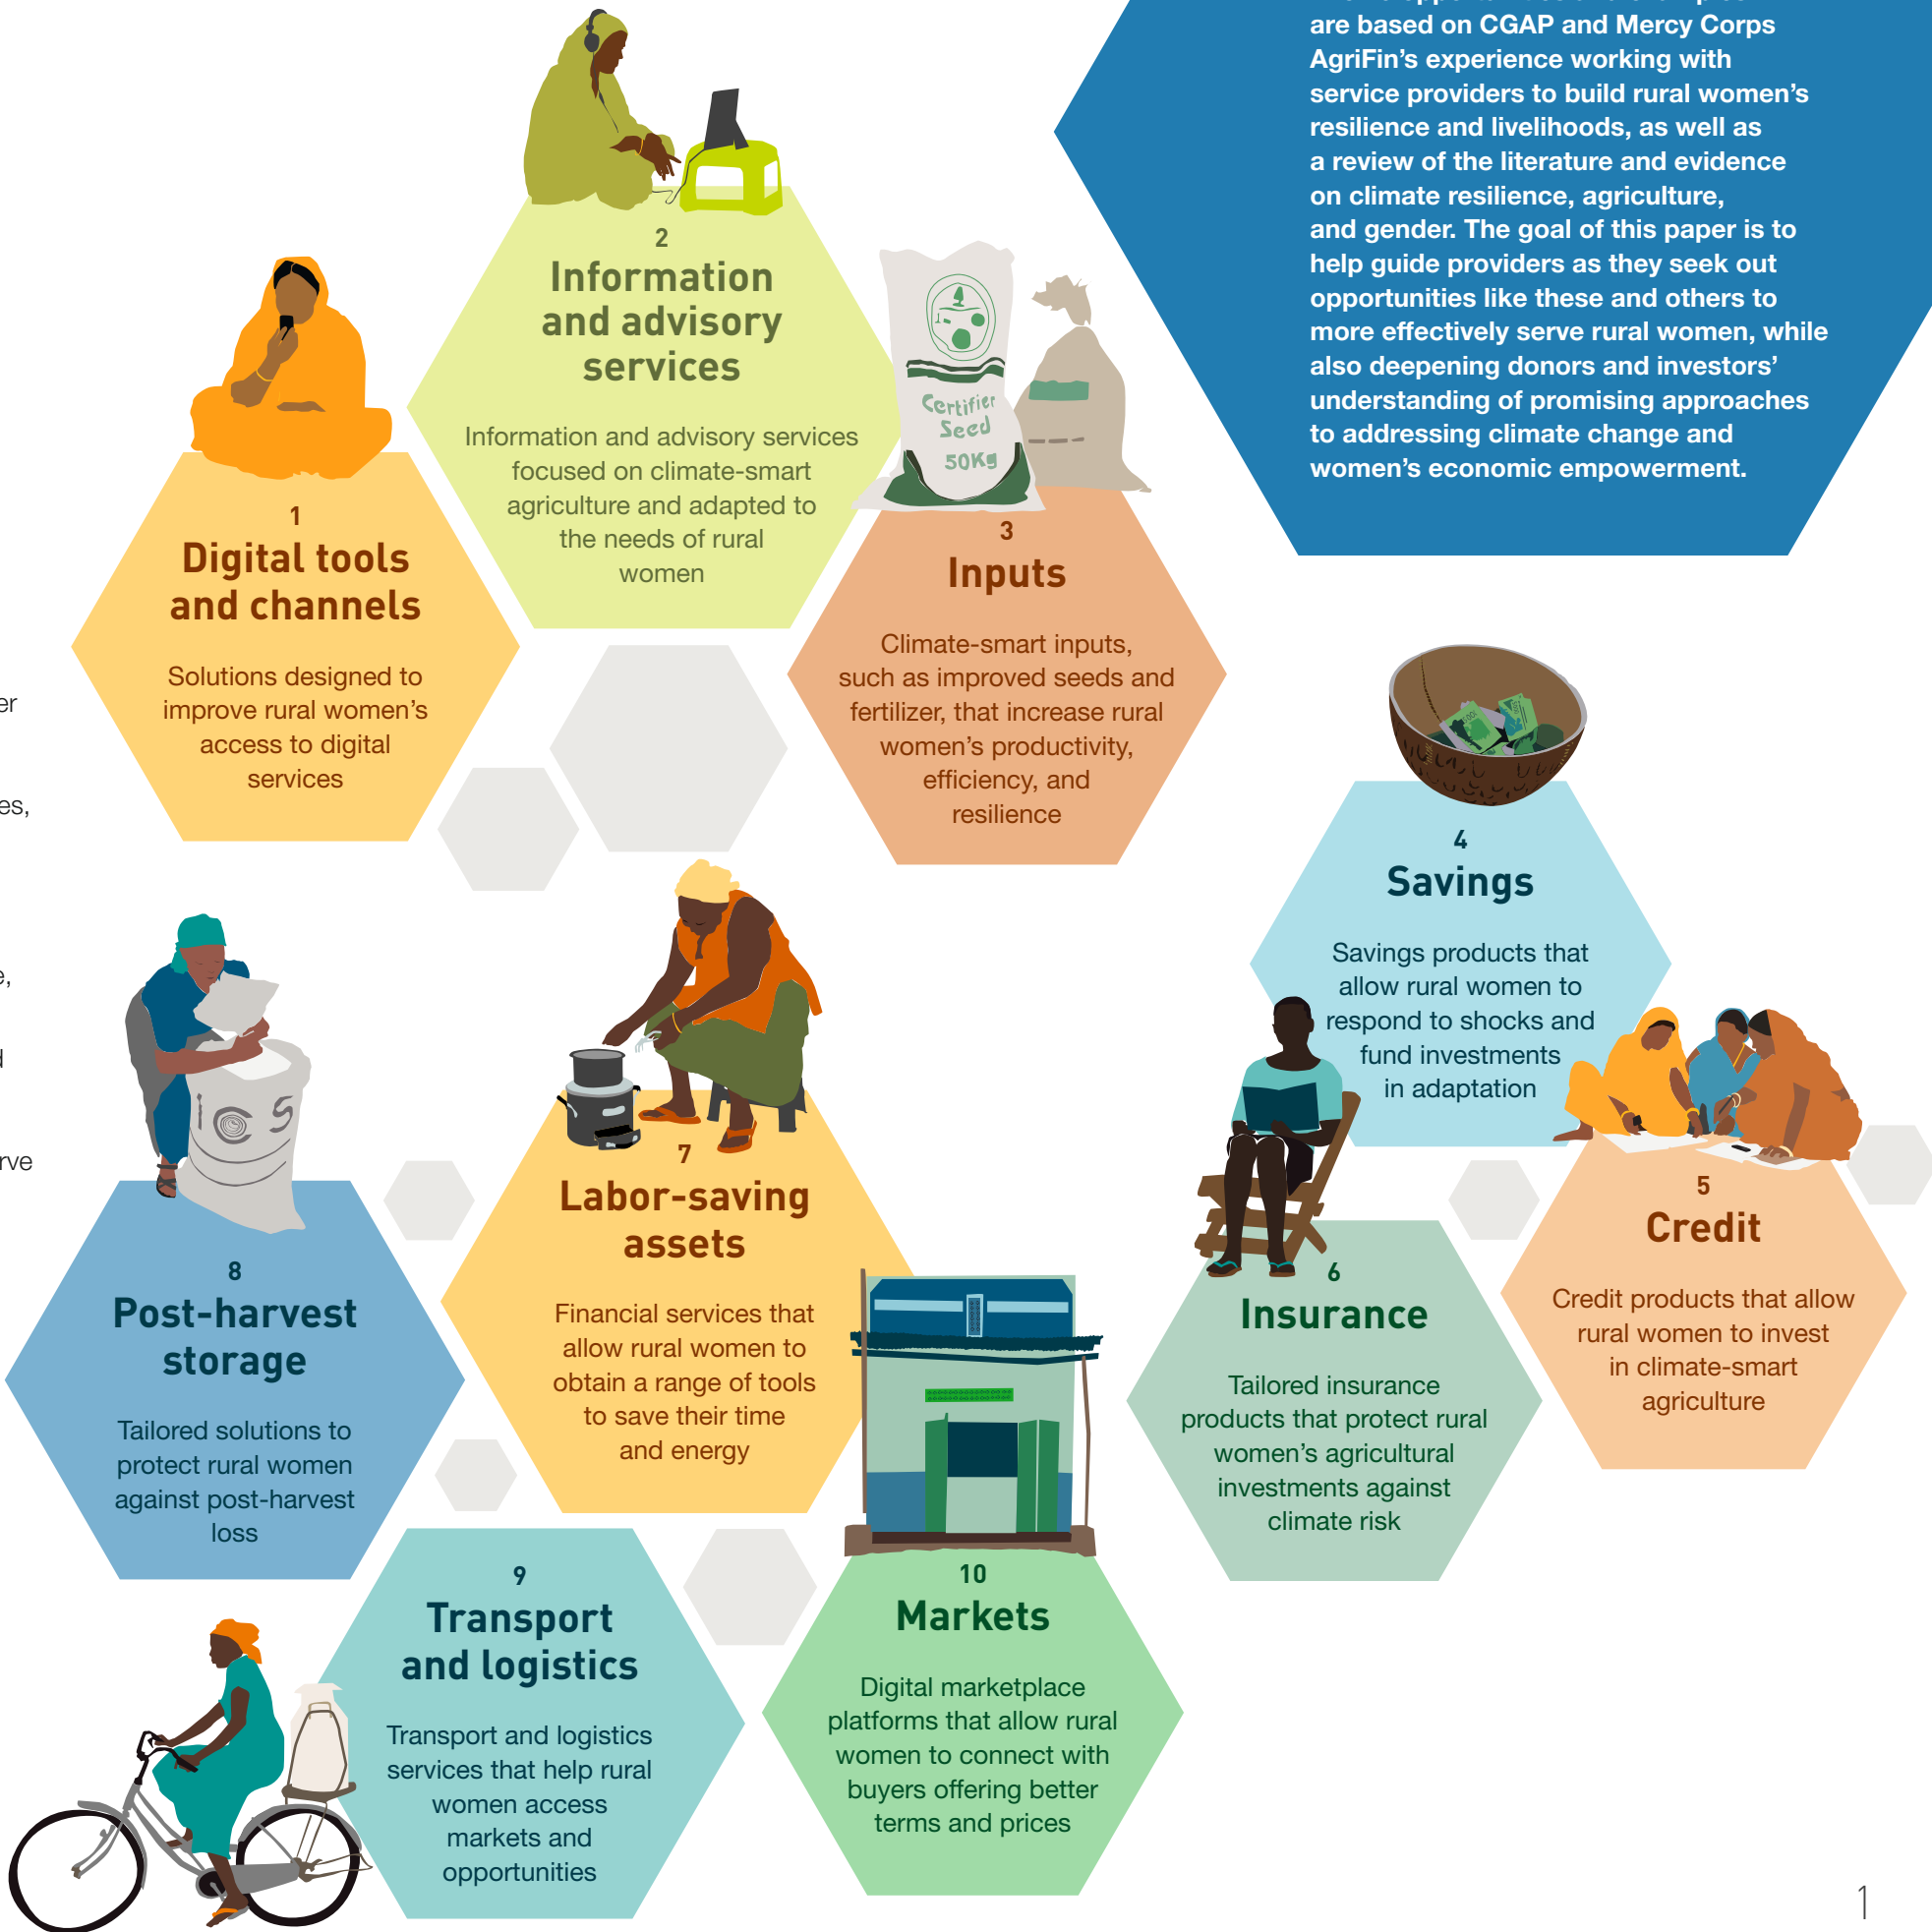 are based on CGAP and Mercy Corps
AgriFin’s experience working with
service providers to build rural women’s
resilience and livelihoods, as well as
a review of the literature and evidence
on climate resilience, agriculture,
and gender. The goal of this paper is to
help guide providers as they seek out
opportunities like these and others to
more effectively serve rural women, while
also deepening donors and investors’
understanding of promising approaches
to addressing climate change and
women’s economic empowerment.
1
Digital tools
and channels
Solutions designed to
improve rural women’s
access to digital
services
2
Information
and advisory
services
Information and advisory services
focused on climate-smart
agriculture and adapted to
the needs of rural
women
Certifier
Seed
50Kg
3
Inputs
Climate-smart inputs,
such as improved seeds and
fertilizer, that increase rural
women’s productivity,
efficiency, and
resilience
4
Savings
Savings products that
allow rural women to
respond to shocks and
fund investments
in adaptation
5
Credit
Credit products that allow
rural women to invest
in climate-smart
agriculture
6
Insurance
Tailored insurance
products that protect rural
women’s agricultural
investments against
climate risk
7
Labor-saving
assets
Financial services that
allow rural women to
obtain a range of tools
to save their time
and energy
8
Post-harvest
storage
Tailored solutions to
protect rural women
against post-harvest
loss
9
Transport
and logistics
Transport and logistics
services that help rural
women access
markets and
opportunities
10
Markets
Digital marketplace
platforms that allow rural
women to connect with
buyers offering better
terms and prices
1